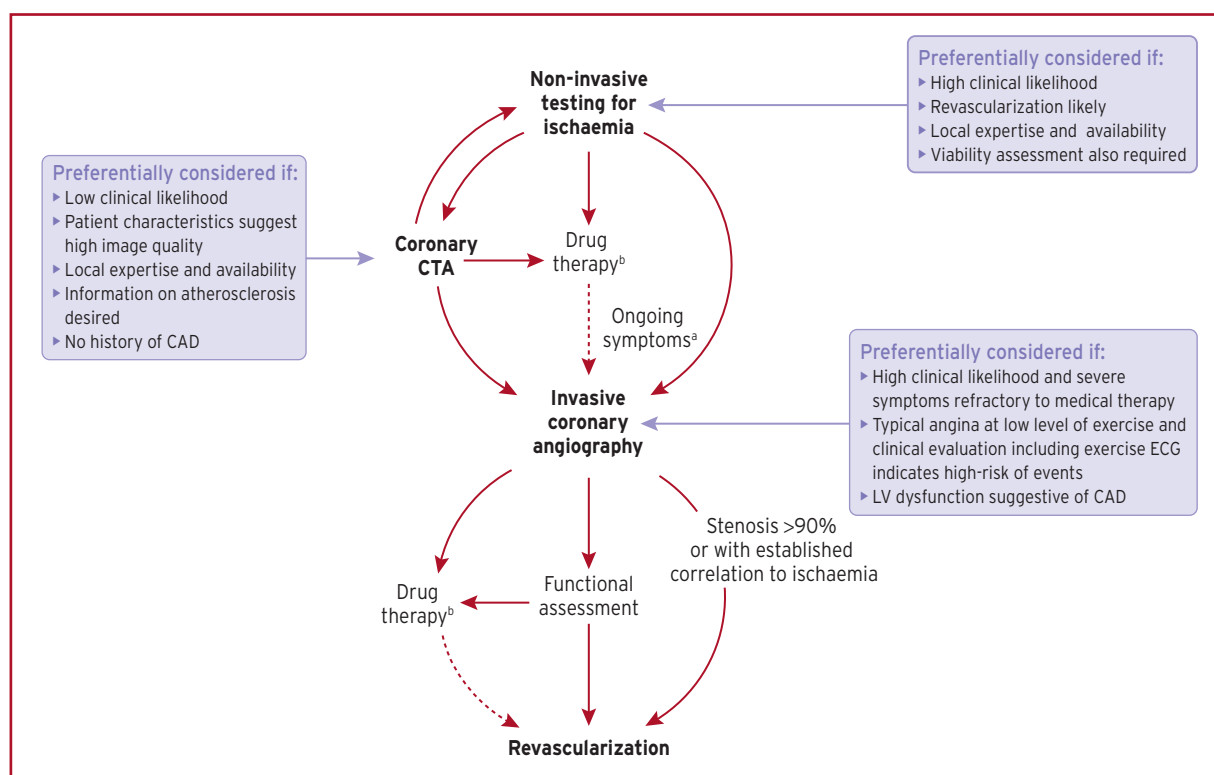 Preferentially considered if:
▸ High clinical likelihood
▸ Revascularization likely
▸ Local expertise and availability
▸ Viability assessment also required
Non-invasive
testing for
ischaemia
Preferentially considered if:
▸ Low clinical likelihood
▸ Patient characteristics suggest
high image quality
▸ Local expertise and availability
▸ Information on atherosclerosis
desired
▸ No history of CAD
Coronary
CTA
Drug
therapyᵇ
Ongoing
symptomsᵃ
Preferentially considered if:
▸ High clinical likelihood and severe
symptoms refractory to medical therapy
▸ Typical angina at low level of exercise and
clinical evaluation including exercise ECG
indicates high-risk of events
▸ LV dysfunction suggestive of CAD
Invasive
coronary
angiography
Stenosis >90%
or with established
correlation to ischaemia
Drug
therapyᵇ
Functional
assessment
Revascularization